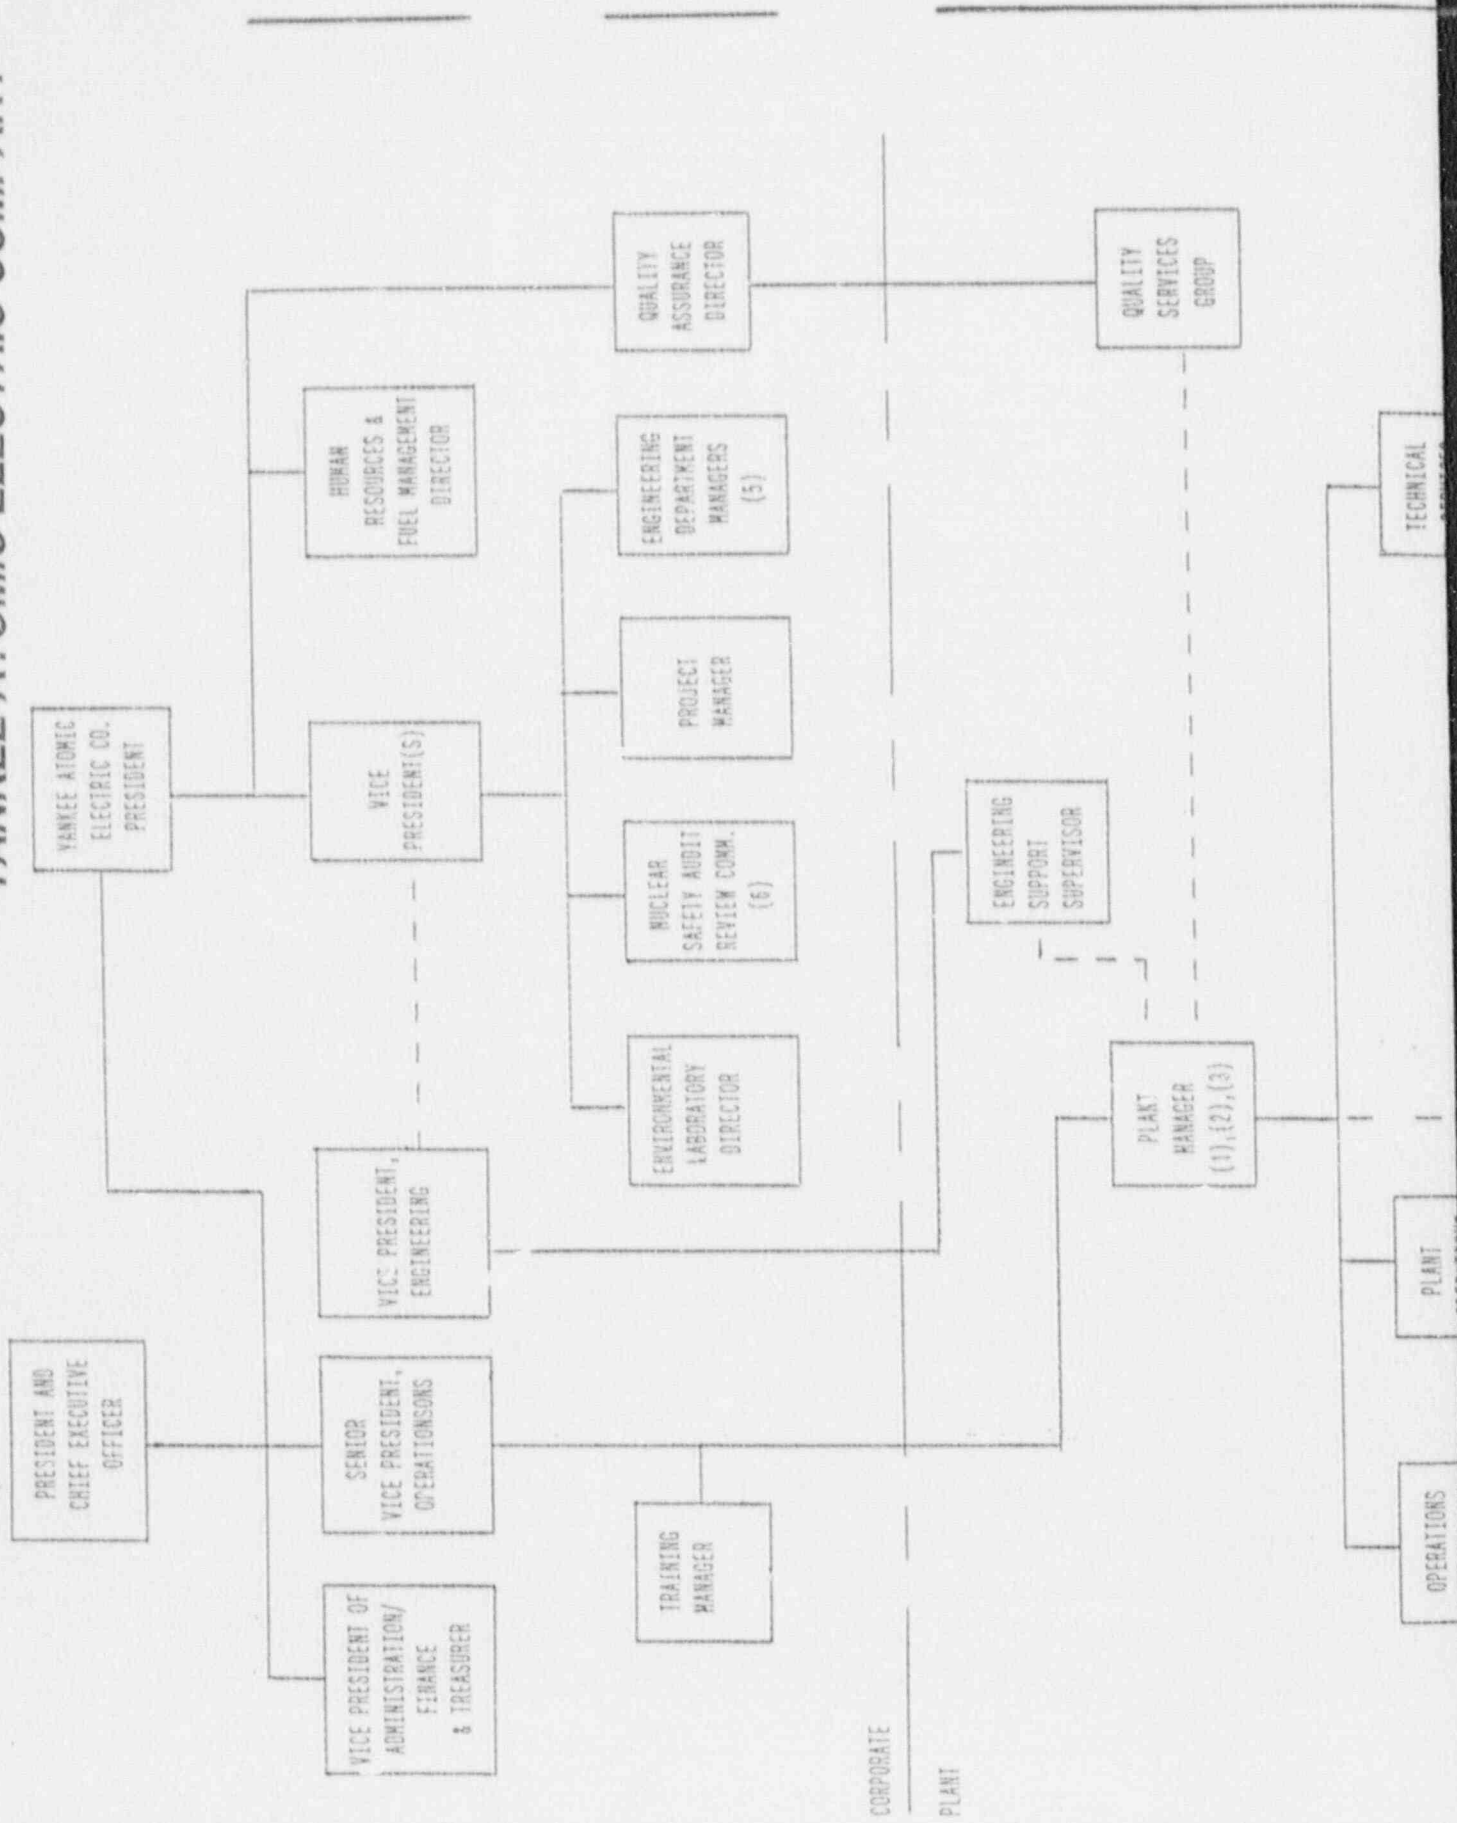 PRESIDENT AND
CHIEF EXECUTIVE
OFFICER
YANKEE ATOMIC
ELECTRIC CO.
PRESIDENT
VICE PRESIDENT OF
ADMINISTRATION/
FINANCE
& TREASURER
SENIOR
VICE PRESIDENT,
OPERATIONSONS
VICE PRESIDENT,
ENGINEERING
VICE
PRESIDENT(S)
HUMAN
RESOURCES &
FUEL MANAGEMENT
DIRECTOR
TRAINING
MANAGER
ENVIRONMENTAL
LABORATORY
DIRECTOR
NUCLEAR
SAFETY AUDIT
REVIEW COMM.
(6)
PROJECT
MANAGER
ENGINEERING
DEPARTMENT
MANAGERS
(5)
QUALITY
ASSURANCE
DIRECTOR
CORPORATE
PLANT
ENGINEERING
SUPPORT
SUPERVISOR
PLANT
MANAGER
(1),(2),(3)
QUALITY
SERVICES
GROUP
OPERATIONS
PLANT
TECHNICAL